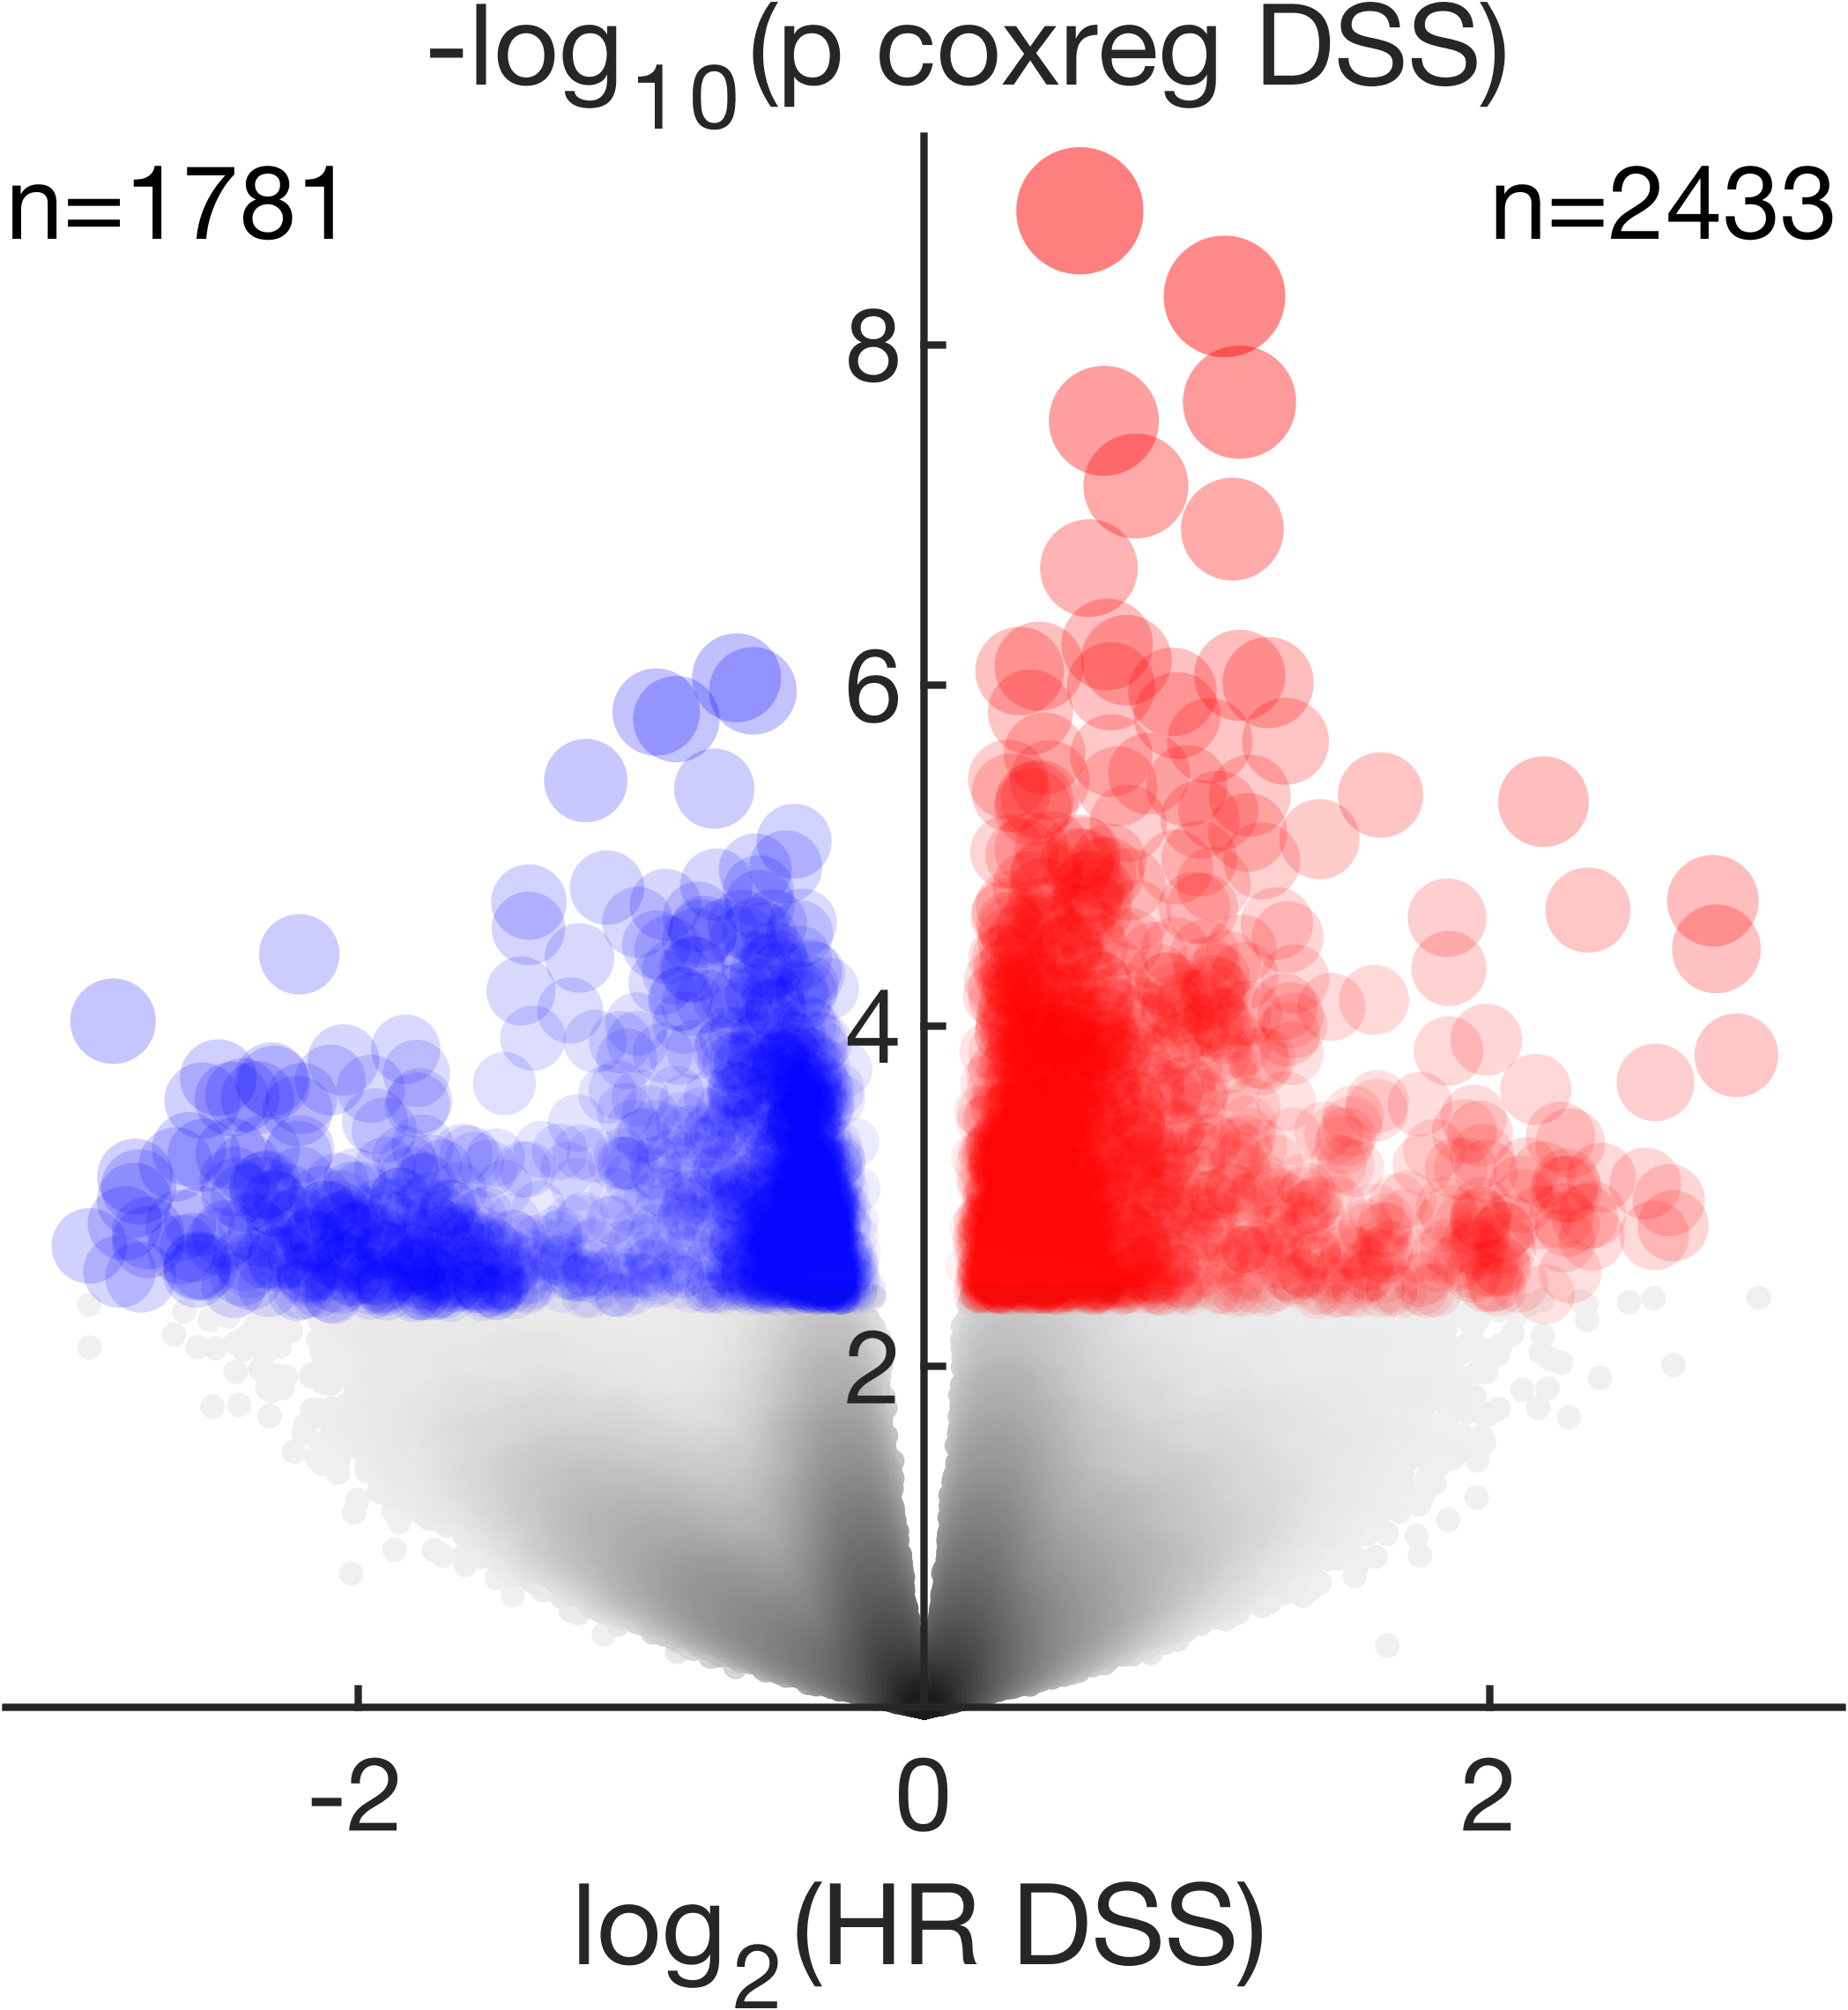 -log10(p coxreg DSS)
n=1781
n=2433
8
6
4
2
-2 0 2
log2(HR DSS)